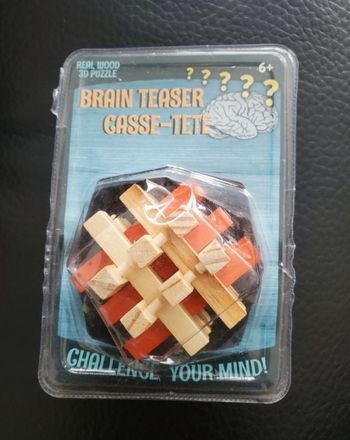 REAL WOOD
3D PUZZLE
6+
? ? ? ? ?
BRAIN TEASER
CASSE-TETE
CHALLENGE YOUR MIND!